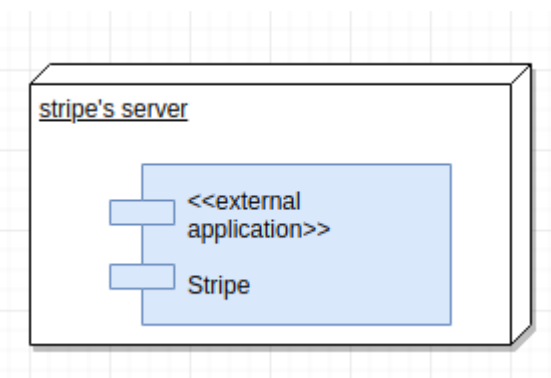 stripe's server
<<external
application>>
Stripe